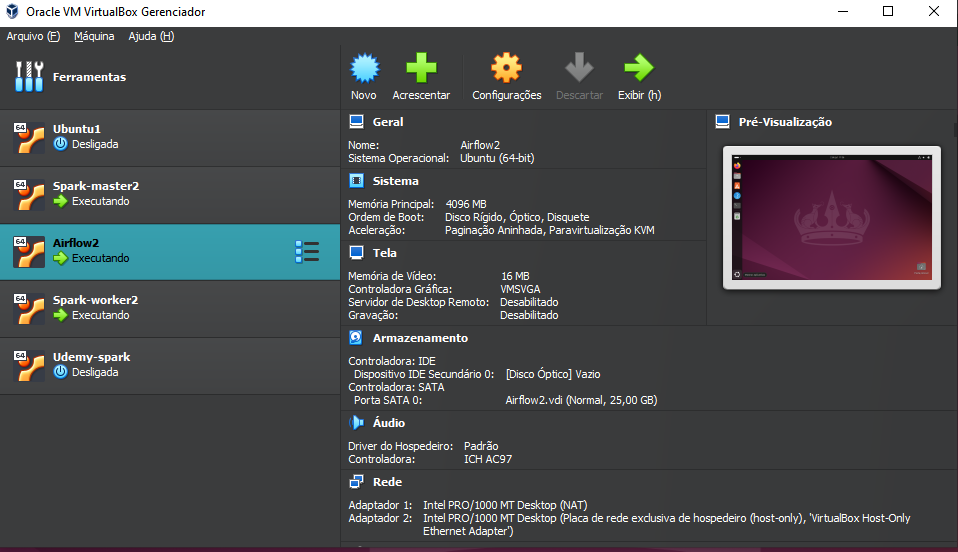 Oracle VM VirtualBox Gerenciador
Arquivo (F) Máquina Ajuda (H)
Ferramentas
Novo Acrescentar Configurações Descartar Exibir (h)
64 Ubuntu1
Desligada
64 Spark-master2
Executando
64 Airflow2
Executando
64 Spark-worker2
Executando
64 Udemy-spark
Desligada
Geral
Nome: Airflow2
Sistema Operacional: Ubuntu (64-bit)
Sistema
Memória Principal: 4096 MB
Ordem de Boot: Disco Rígido, Óptico, Disquete
Aceleração: Paginação Aninhada, Paravirtualização KVM
Tela
Memória de Vídeo: 16 MB
Controladora Gráfica: VMSVGA
Servidor de Desktop Remoto: Desabilitado
Gravação: Desabilitado
Pré-Visualização
Armazenamento
Controladora: IDE
Dispositivo IDE Secundário 0: [Disco Óptico] Vazio
Controladora: SATA
Porta SATA 0: Airflow2.vdi (Normal, 25,00 GB)
Áudio
Driver do Hospedeiro: Padrão
Controladora: ICH AC97
Rede
Adaptador 1: Intel PRO/1000 MT Desktop (NAT)
Adaptador 2: Intel PRO/1000 MT Desktop (Placa de rede exclusiva de hospedeiro (host-only), 'VirtualBox Host-Only
Ethernet Adapter')